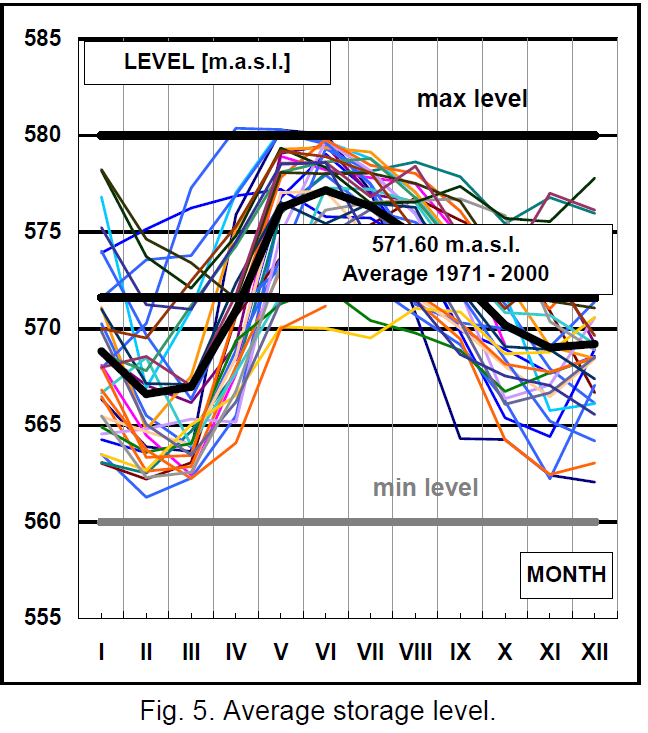 585
LEVEL [m.a.s.l.]
max level
580
575
571.60 m.a.s.l.
Average 1971 - 2000
570
565
min level
560
MONTH
555
I II III IV V VI VII VIII IX X XI XII
Fig. 5. Average storage level.